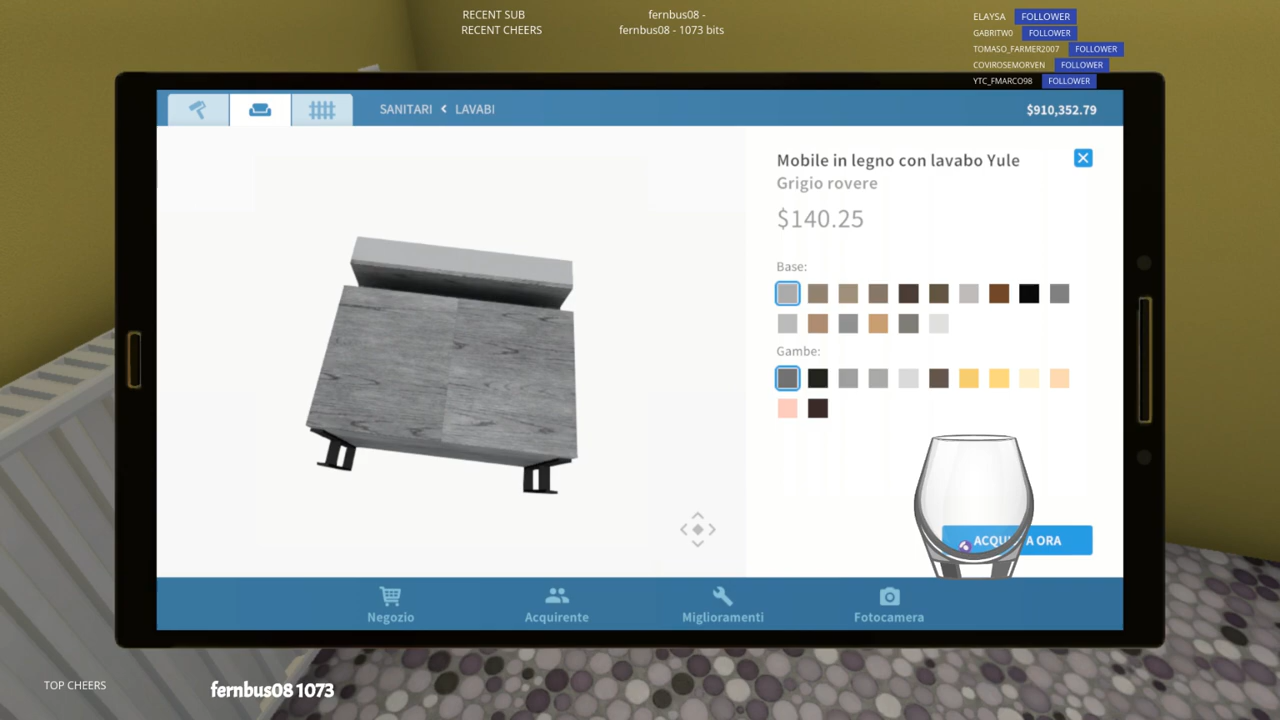 RECENT SUB
fernbus08 -
RECENT CHEERS
fernbus08 - 1073 bits
ELAYSA FOLLOWER
GABRITW0 FOLLOWER
TOMASO_FARMER2007 FOLLOWER
COVIROSEMORVEN FOLLOWER
YTC_FMARCO98 FOLLOWER
SANITARI < LAVABI
$910,352.79
Mobile in legno con lavabo Yule
Grigio rovere
$140.25
Base:
Gambe:
ORA
Negozio
Acquirente
Miglioramenti
Fotocamera
TOP CHEERS
fernbus08 1073